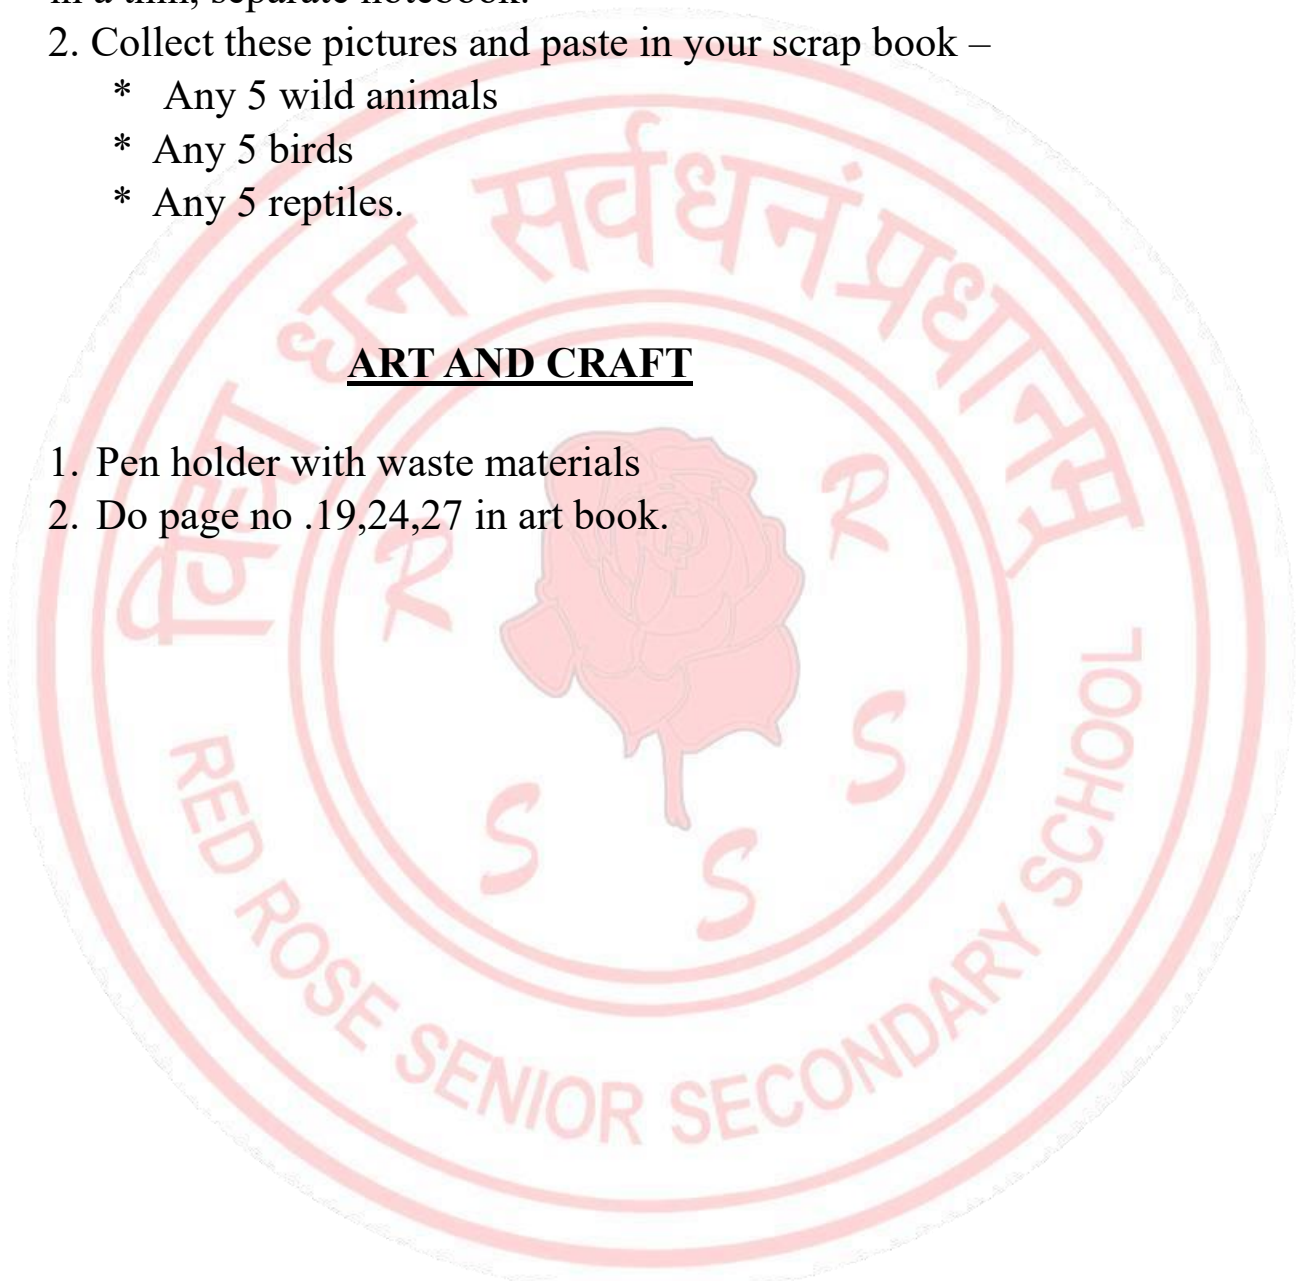 in a thin, separate notebook.
2. Collect these pictures and paste in your scrap book –
* Any 5 wild animals
* Any 5 birds
* Any 5 reptiles.
ART AND CRAFT
1. Pen holder with waste materials
2. Do page no .19,24,27 in art book.
धन सर्वधनं प्रधानम्
R R
S S S
RED ROSE SENIOR SECONDARY SCHOOL